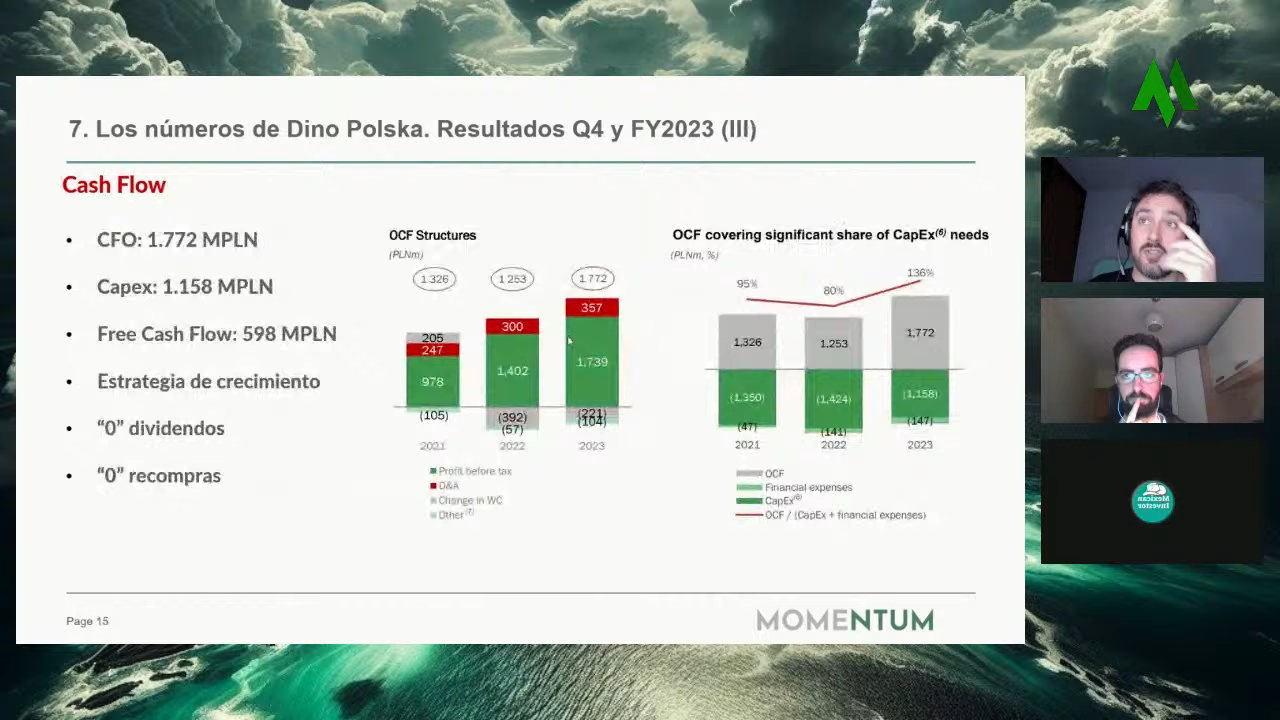 7. Los números de Dino Polska. Resultados Q4 y FY2023 (III)
Cash Flow
• CFO: 1.772 MPLN
• Capex: 1.158 MPLN
• Free Cash Flow: 598 MPLN
• Estrategia de crecimiento
• “0” dividendos
• “0” recompras
OCF Structures
(PLNm)
1.326 1 253 1.772
205 300 357
247
978 1,402 1,739
(105) (392) (221)
(57) (104)
2021 2022 2023
Profit before tax
D&A
Change in WC
Other (7)
OCF covering significant share of CapEx(6) needs
(PLNm, %)
95% 80% 136%
1,326 1,253 1,772
(1,350) (1,424) (1,158)
(47) (141) (147)
2021 2022 2023
OCF
Financial expenses
CapEx(6)
OCF / (CapEx + financial expenses)
Page 15
MOMENTUM
Mexican
Investor